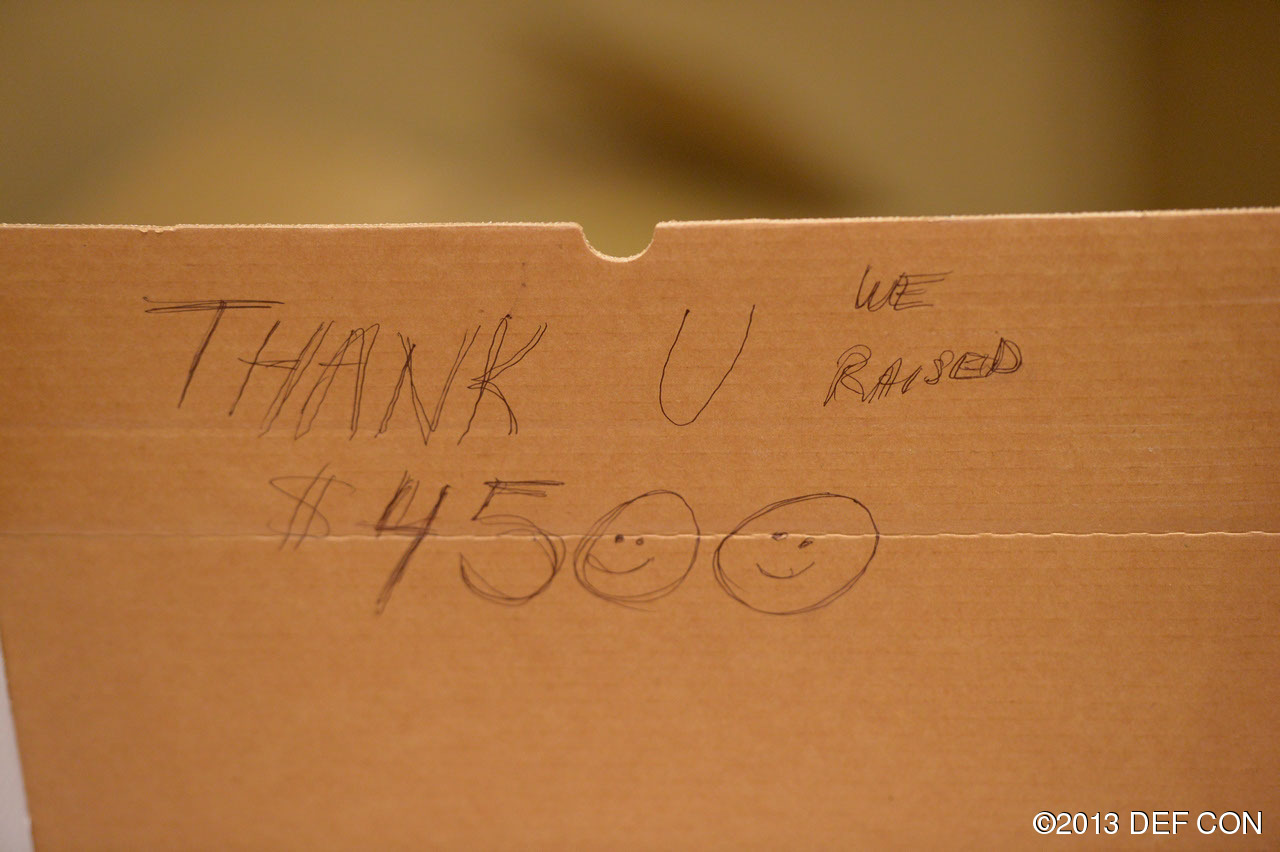 THANK U WE
RAISED
$4500
©2013 DEF CON